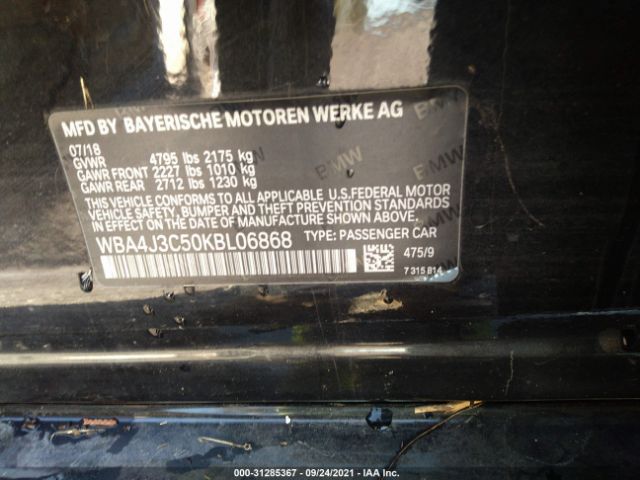 MFD BY BAYERISCHE MOTOREN WERKE AG
07/18
GVWR 4795 lbs 2175 kg
GAWR FRONT 2227 lbs 1010 kg
GAWR REAR 2712 lbs 1230 kg
THIS VEHICLE CONFORMS TO ALL APPLICABLE U.S.FEDERAL MOTOR
VEHICLE SAFETY, BUMPER AND THEFT PREVENTION STANDARDS
IN EFFECT ON THE DATE OF MANUFACTURE SHOWN ABOVE.
WBA4J3C50KBL06868 TYPE: PASSENGER CAR
475/9
7 315 814
BMW
BMW
000-31285367 - 09/24/2021 - IAA Inc.